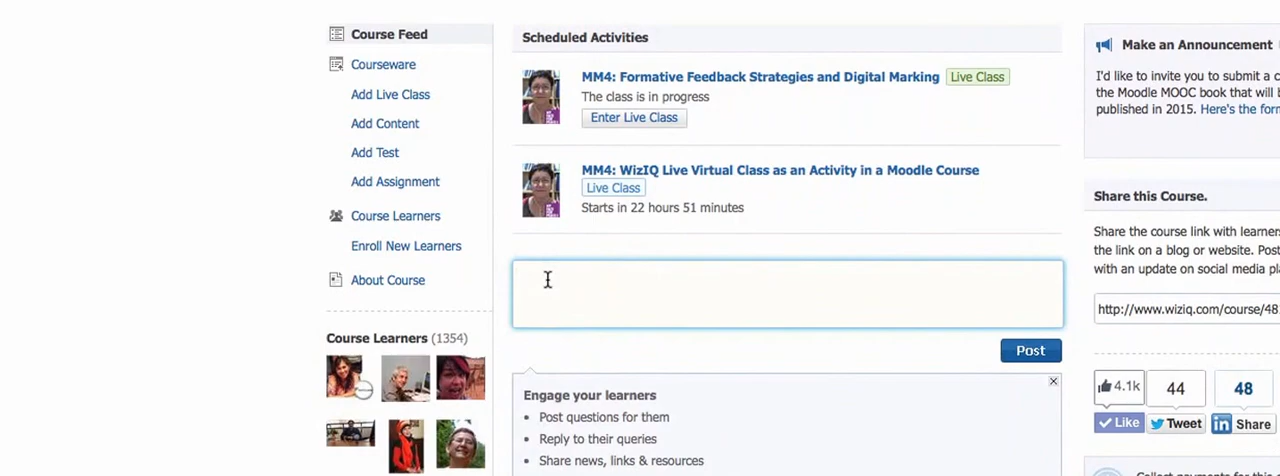 Course Feed
Courseware
Add Live Class
Add Content
Add Test
Add Assignment
Course Learners
Enroll New Learners
About Course
Course Learners (1354)
Scheduled Activities
MM4: Formative Feedback Strategies and Digital Marking Live Class
The class is in progress
Enter Live Class
MM4: WizIQ Live Virtual Class as an Activity in a Moodle Course
Live Class
Starts in 22 hours 51 minutes
Post
Engage your learners
Post questions for them
Reply to their queries
Share news, links & resources
Make an Announcement
I'd like to invite you to submit a
the Moodle MOOC book that will
published in 2015. Here's the
Share this Course.
Share the course link with
the link on a blog or website. Post
with an update on social media
http://www.wiziq.com/course/48
4.1k 44 48
Like Tweet in Share